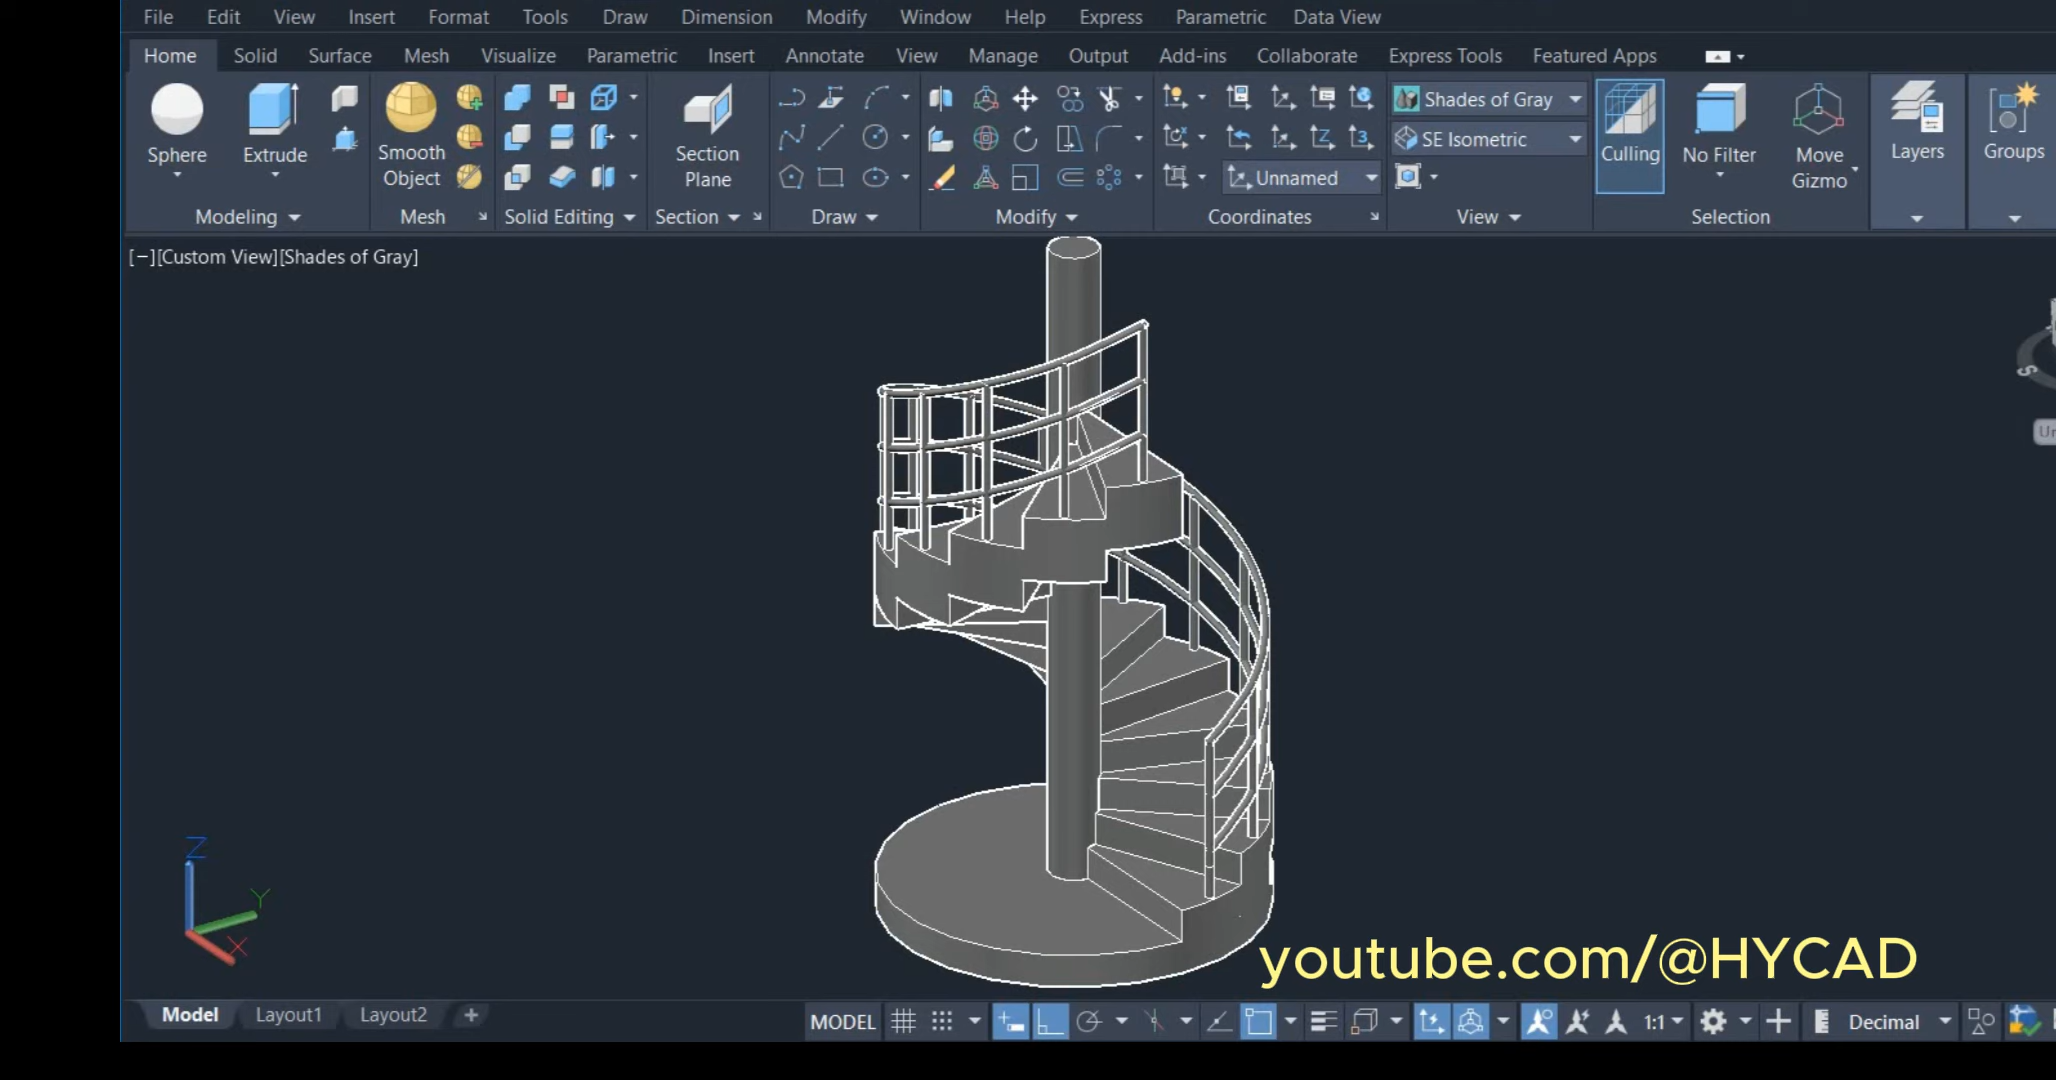 File Edit View Insert Format Tools Draw Dimension Modify Window Help Express Parametric Data View
Home Solid Surface Mesh Visualize Parametric Insert Annotate View Manage Output Add-ins Collaborate Express Tools Featured Apps
Sphere Extrude Smooth Object Section Plane Shades of Gray SE Isometric Unnamed Culling No Filter Move Gizmo Layers Groups
Modeling Mesh Solid Editing Section Draw Modify Coordinates View Selection
[−][Custom View][Shades of Gray]
S
Z
Y
X
youtube.com/@HYCAD
Model Layout1 Layout2 + MODEL 1:1 Decimal